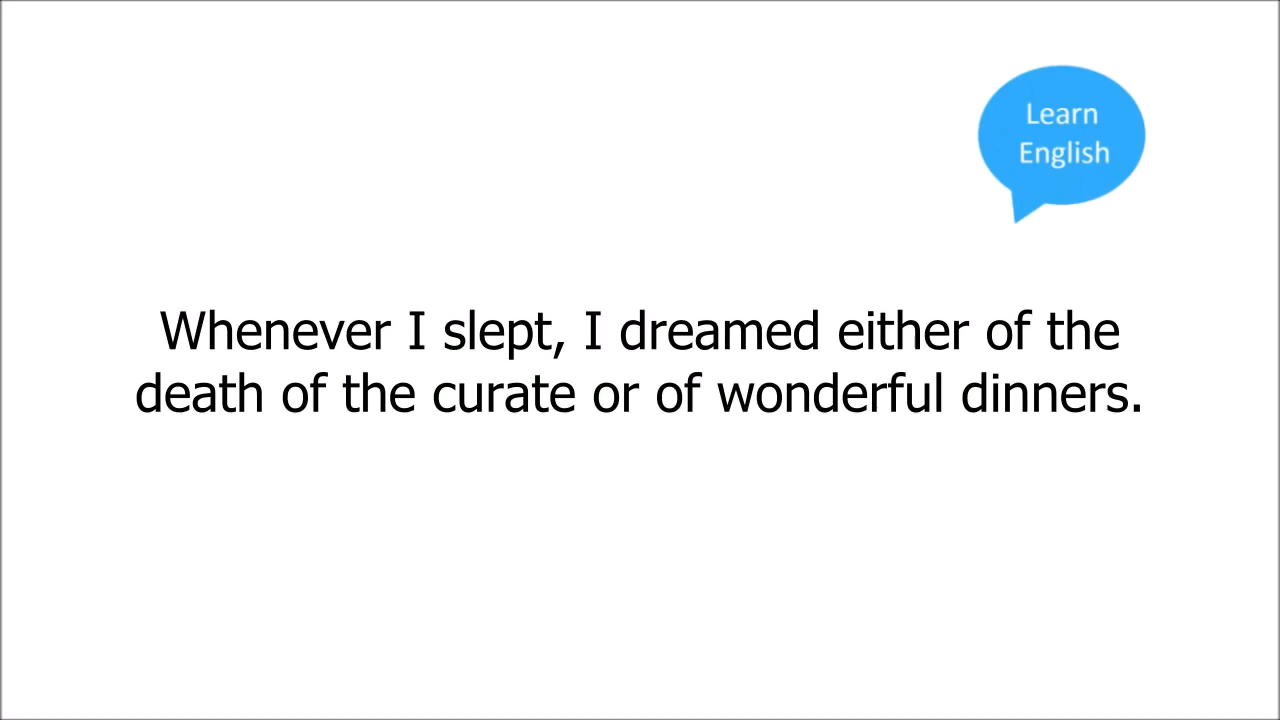 Learn
English
Whenever I slept, I dreamed either of the
death of the curate or of wonderful dinners.